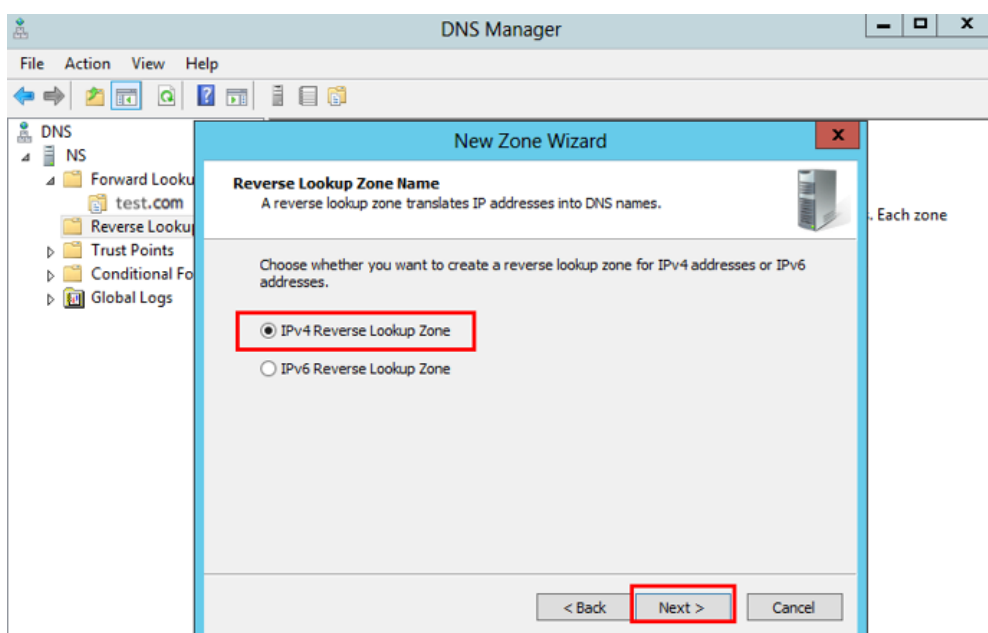 DNS Manager
File Action View Help
DNS
NS
Forward Looku
test.com
Reverse Looku
Trust Points
Conditional Fo
Global Logs
New Zone Wizard
Reverse Lookup Zone Name
A reverse lookup zone translates IP addresses into DNS names.
. Each zone
Choose whether you want to create a reverse lookup zone for IPv4 addresses or IPv6
addresses.
IPv4 Reverse Lookup Zone
IPv6 Reverse Lookup Zone
< Back Next > Cancel